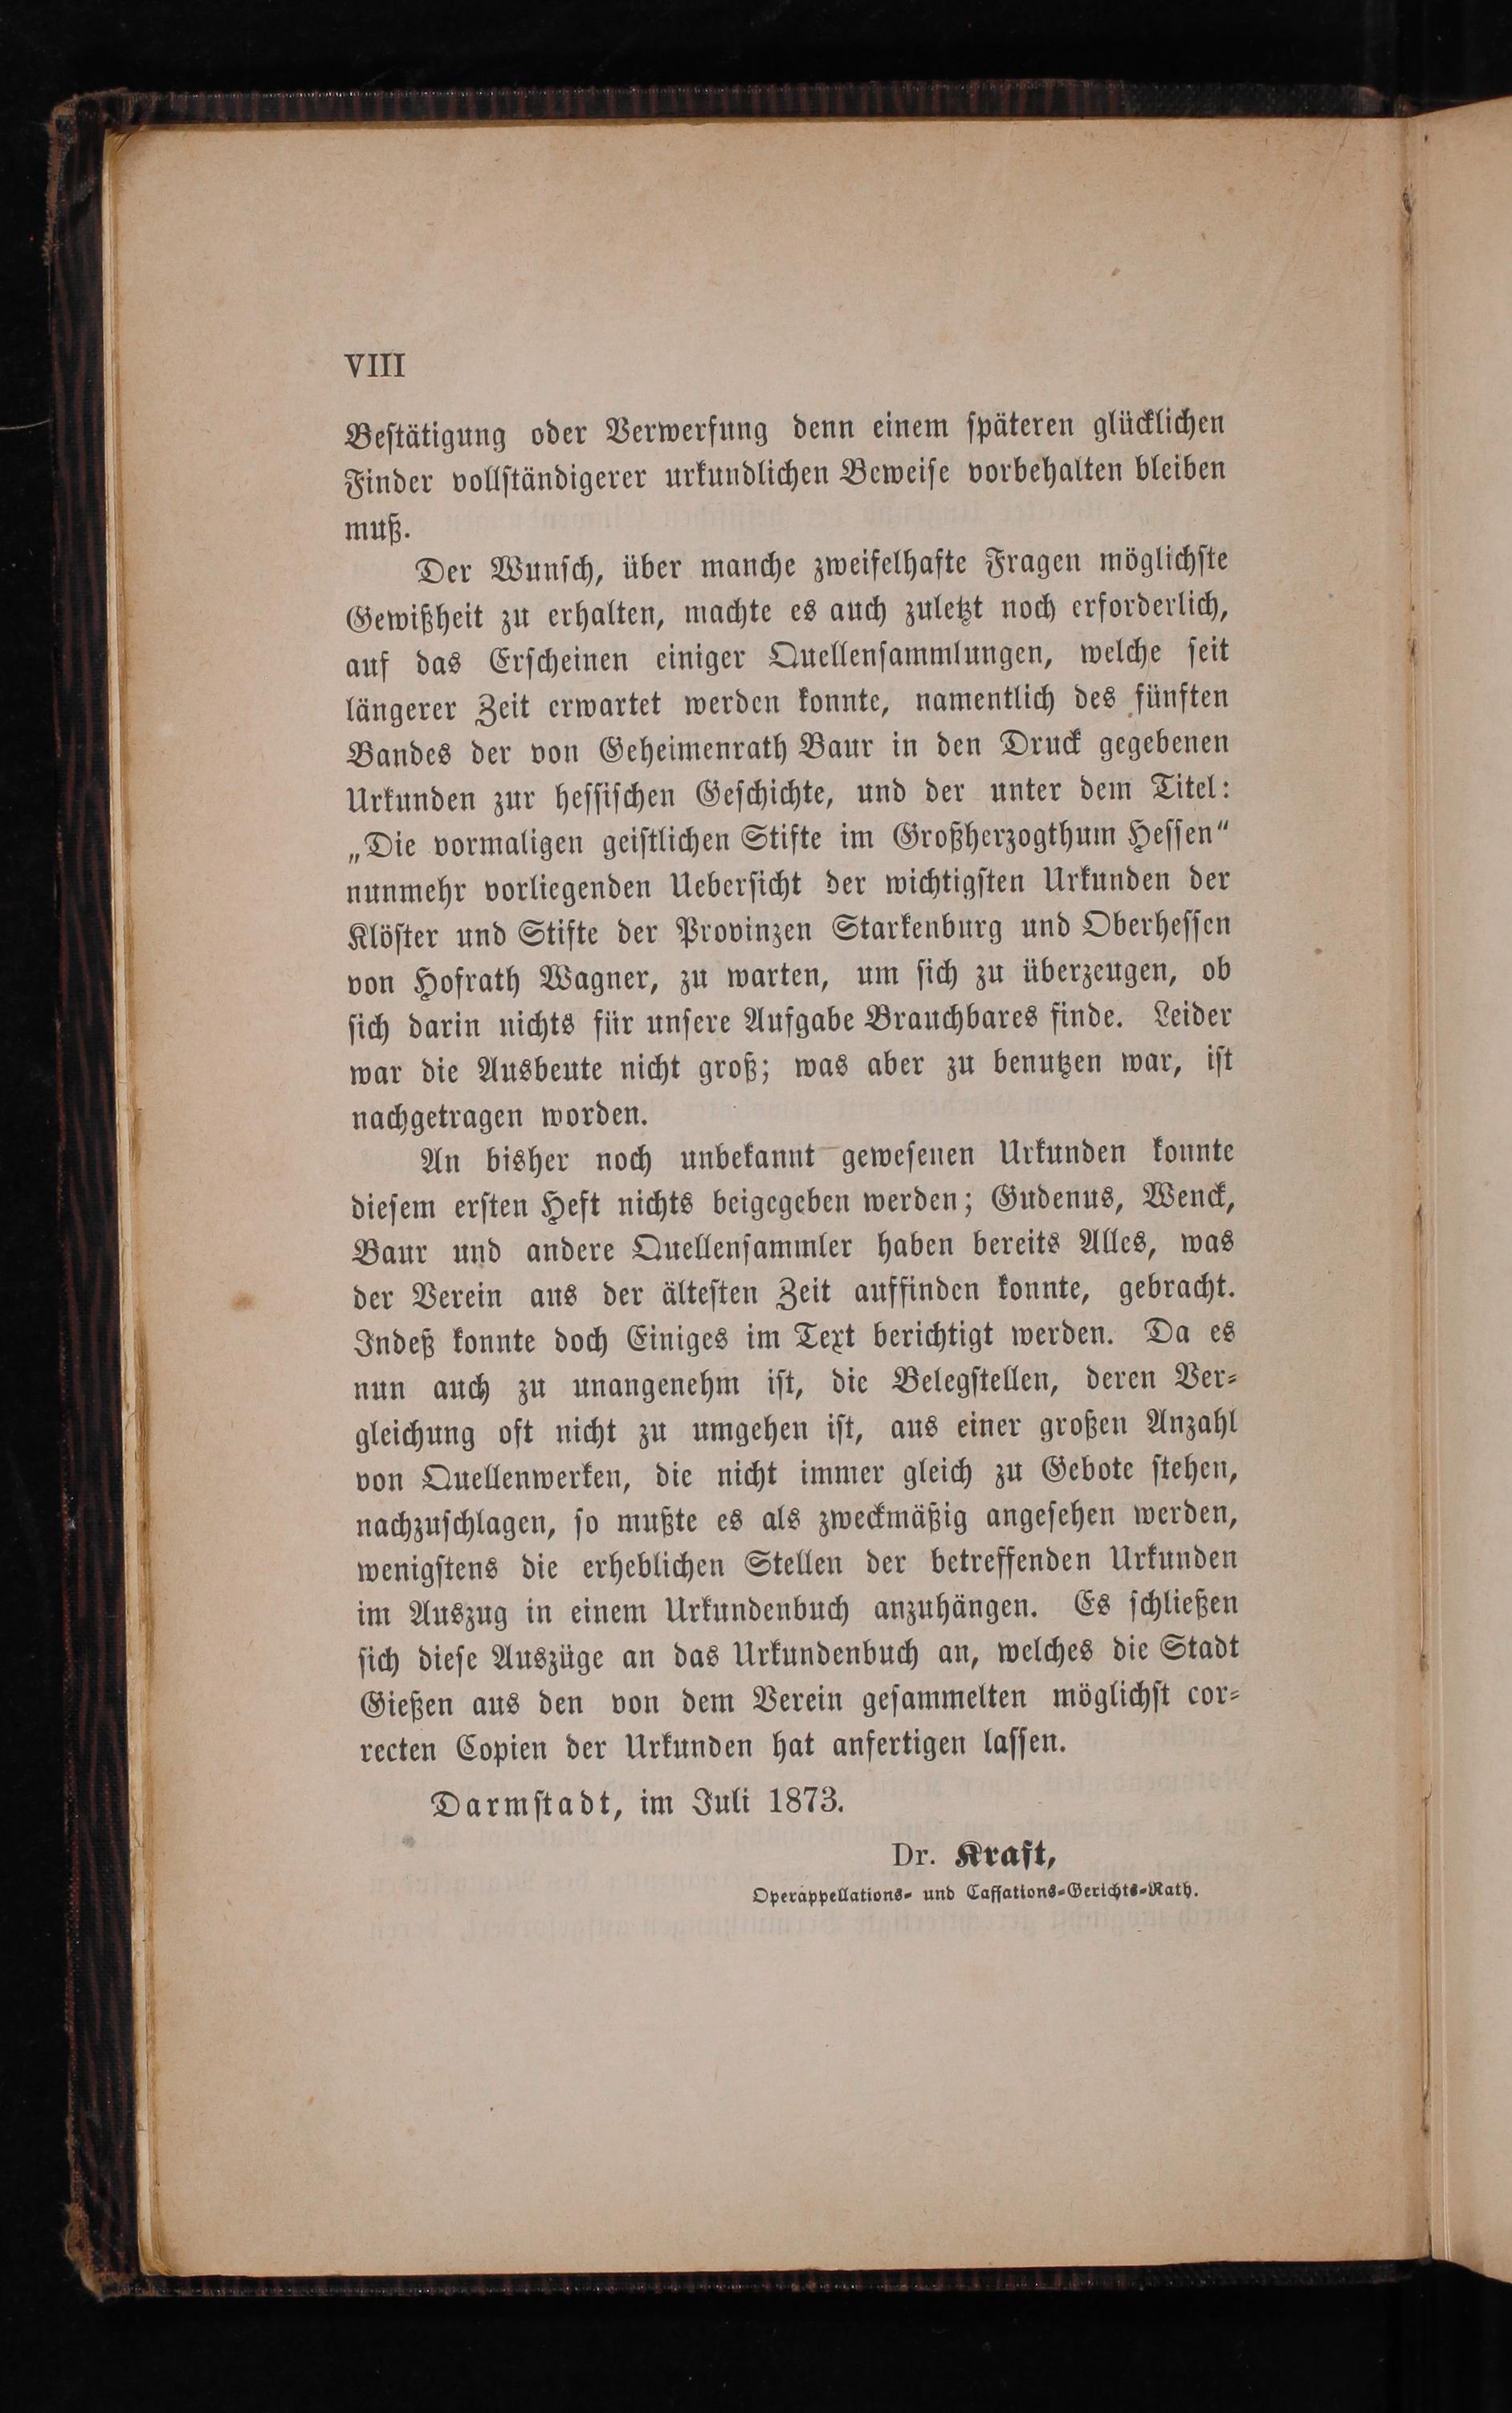 VIII
Bestätigung oder Verwerfung denn einem späteren glücklichen
Finder vollständigerer urkundlichen Beweise vorbehalten bleiben
muß.
Der Wunsch, über manche zweifelhafte Fragen möglichste
Gewißheit zu erhalten, machte es auch zuletzt noch erforderlich,
auf das Erscheinen einiger Quellensammlungen, welche seit
längerer Zeit erwartet werden konnte, namentlich des fünften
Bandes der von Geheimenrath Baur in den Druck gegebenen
Urkunden zur hessischen Geschichte, und der unter dem Titel:
„Die vormaligen geistlichen Stifte im Großherzogthum Hessen“
nunmehr vorliegenden Uebersicht der wichtigsten Urkunden der
Klöster und Stifte der Provinzen Starkenburg und Oberhessen
von Hofrath Wagner, zu warten, um sich zu überzeugen, ob
sich darin nichts für unsere Aufgabe Brauchbares finde. Leider
war die Ausbeute nicht groß; was aber zu benutzen war, ist
nachgetragen worden.
An bisher noch unbekannt gewesenen Urkunden konnte
diesem ersten Heft nichts beigegeben werden; Gudenus, Wenck,
Baur und andere Quellensammler haben bereits Alles, was
der Verein aus der ältesten Zeit auffinden konnte, gebracht.
Indeß konnte doch Einiges im Text berichtigt werden. Da es
nun auch zu unangenehm ist, die Belegstellen, deren Ver-
gleichung oft nicht zu umgehen ist, aus einer großen Anzahl
von Quellenwerken, die nicht immer gleich zu Gebote stehen,
nachzuschlagen, so mußte es als zweckmäßig angesehen werden,
wenigstens die erheblichen Stellen der betreffenden Urkunden
im Auszug in einem Urkundenbuch anzuhängen. Es schließen
sich diese Auszüge an das Urkundenbuch an, welches die Stadt
Gießen aus den von dem Verein gesammelten möglichst cor-
recten Copien der Urkunden hat anfertigen lassen.
Darmstadt, im Juli 1873.
Dr. Kraft,
Operappellations- und Cassations-Gerichts-Rath.